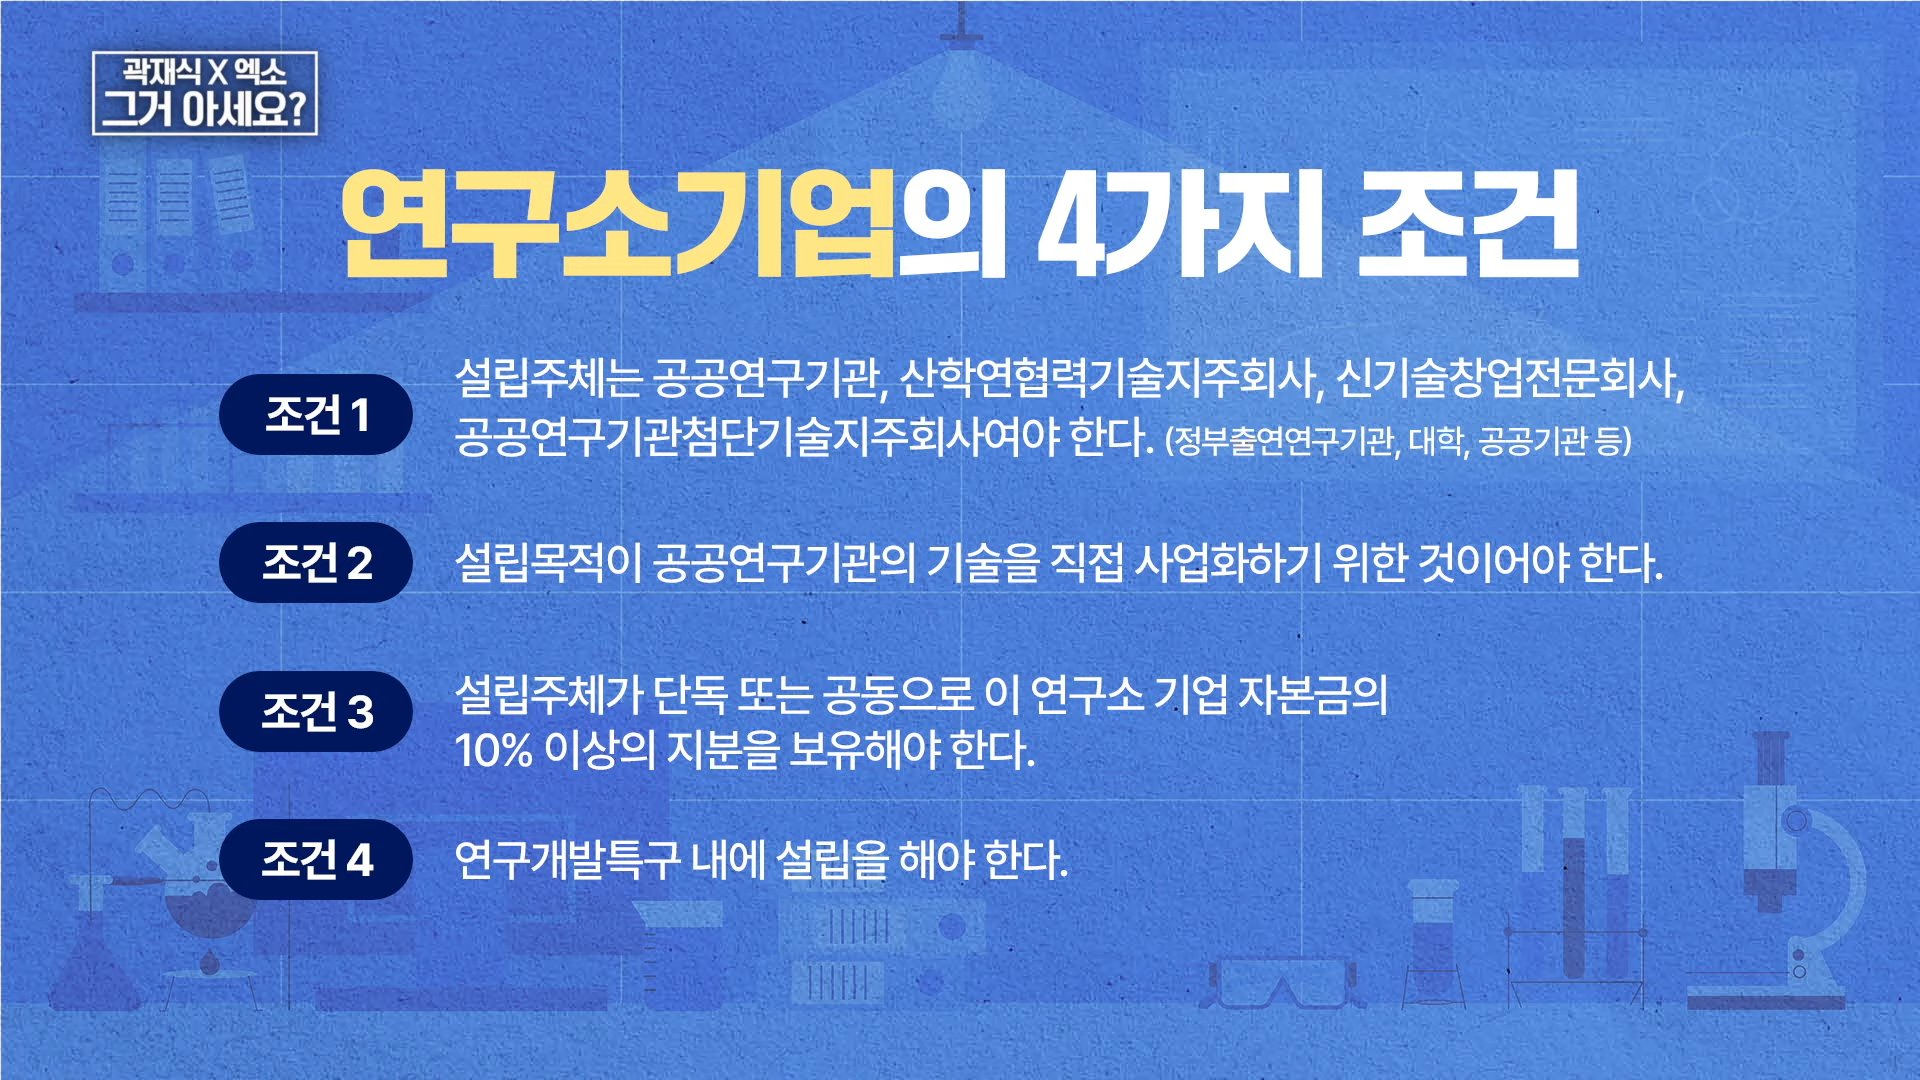 곽재식 X 엑소
그거 아세요?
연구소기업의 4가지 조건
조건 1
설립주체는 공공연구기관, 산학연협력기술지주회사, 신기술창업전문회사,
공공연구기관첨단기술지주회사여야 한다. (정부출연연구기관, 대학, 공공기관 등)
조건 2
설립목적이 공공연구기관의 기술을 직접 사업화하기 위한 것이어야 한다.
조건 3
설립주체가 단독 또는 공동으로 이 연구소 기업 자본금의
10% 이상의 지분을 보유해야 한다.
조건 4
연구개발특구 내에 설립을 해야 한다.